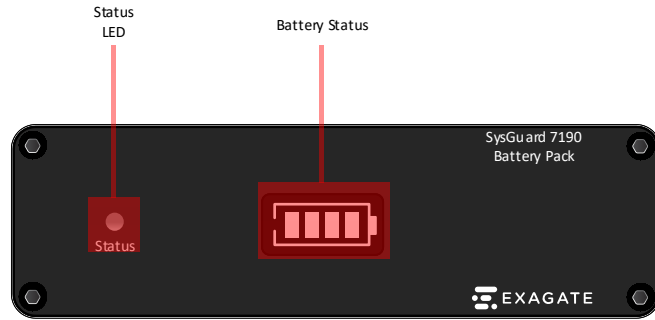 Status
LED
Battery Status
SysGuard 7190
Battery Pack
Status
EXAGATE